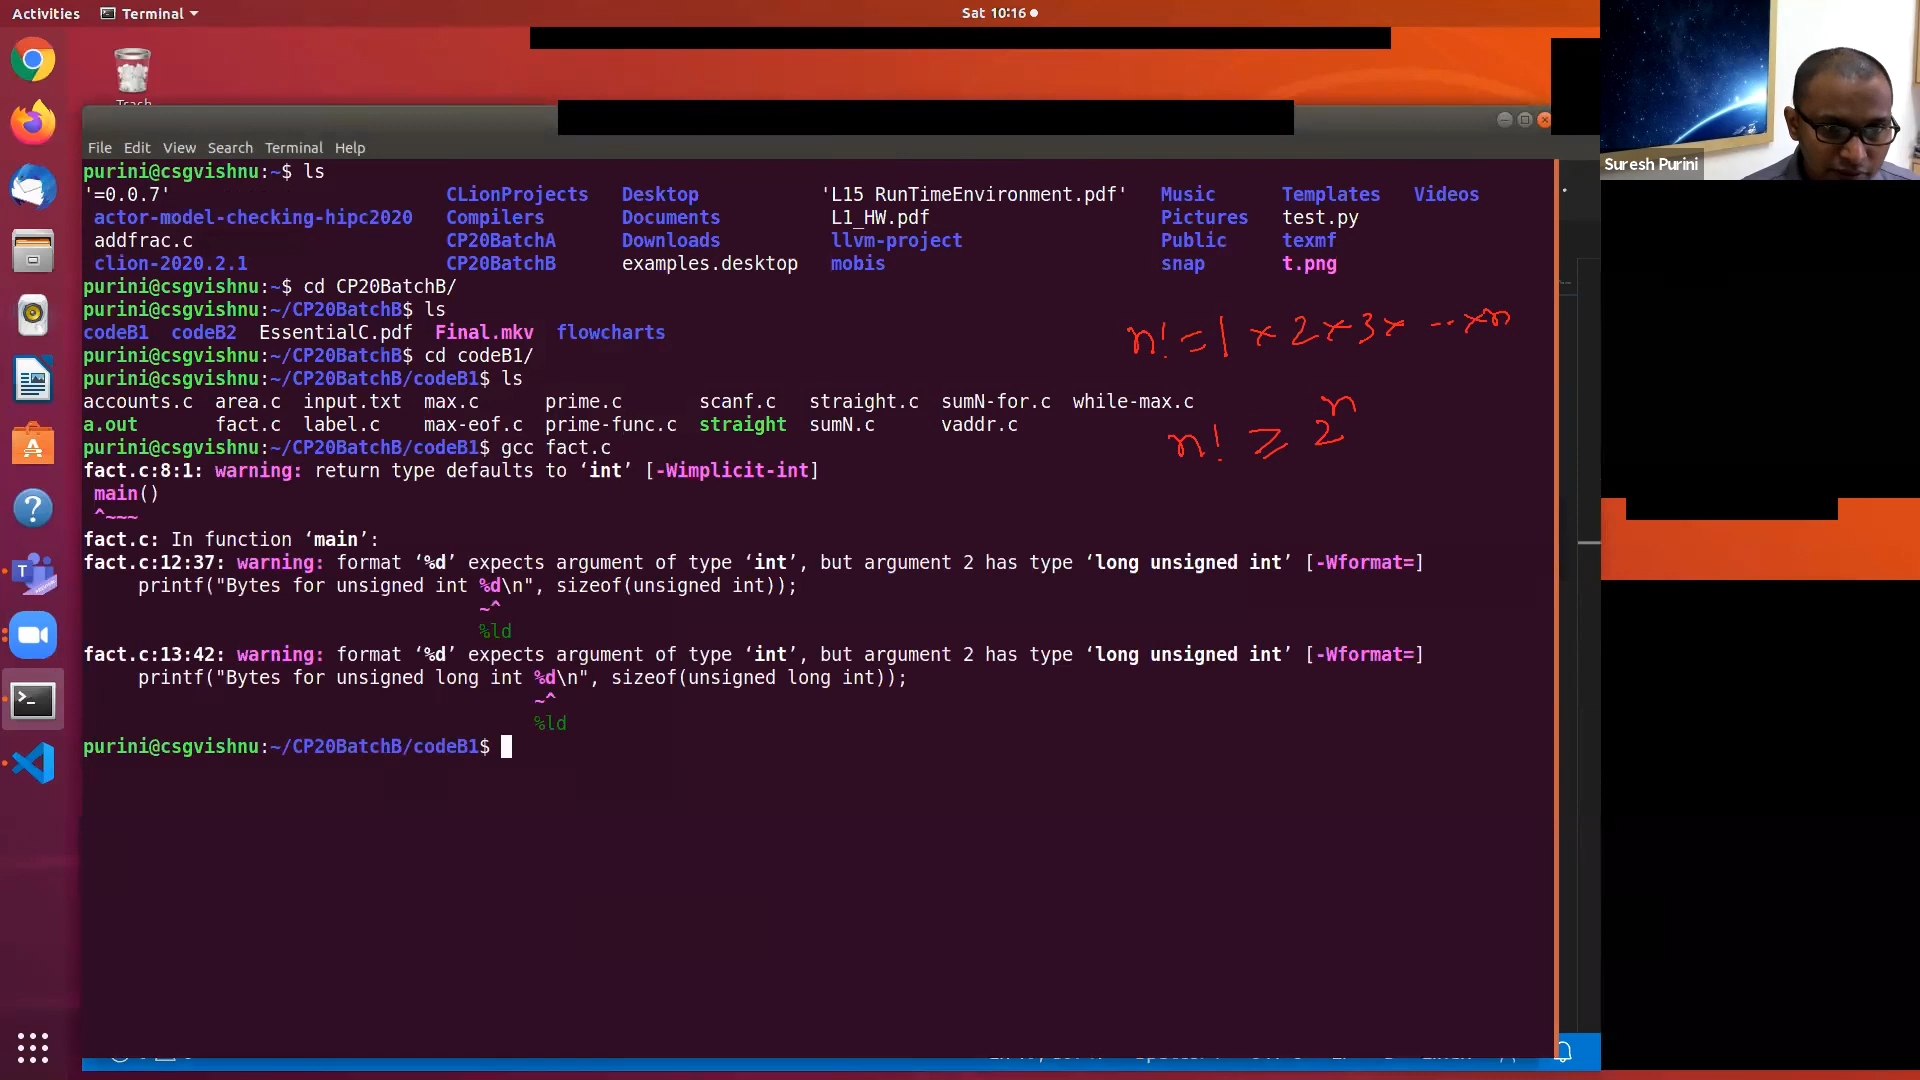 Activities Terminal Sat 10:16
Trash
File Edit View Search Terminal Help
Suresh Purini
purini@csgvishnu:~$ ls
'=0.0.7' CLionProjects Desktop 'L15 RunTimeEnvironment.pdf' Music Templates Videos
actor-model-checking-hipc2020 Compilers Documents L1_HW.pdf Pictures test.py
addfrac.c CP20BatchA Downloads llvm-project Public texmf
clion-2020.2.1 CP20BatchB examples.desktop mobis snap t.png
purini@csgvishnu:~$ cd CP20BatchB/
purini@csgvishnu:~/CP20BatchB$ ls
codeB1 codeB2 EssentialC.pdf Final.mkv flowcharts
n! = 1 × 2 × 3 × -- × n
purini@csgvishnu:~/CP20BatchB$ cd codeB1/
purini@csgvishnu:~/CP20BatchB/codeB1$ ls
accounts.c area.c input.txt max.c prime.c scanf.c straight.c sumN-for.c while-max.c
a.out fact.c label.c max-eof.c prime-func.c straight sumN.c vaddr.c
n! ≥ 2^n
purini@csgvishnu:~/CP20BatchB/codeB1$ gcc fact.c
fact.c:8:1: warning: return type defaults to ‘int’ [-Wimplicit-int]
main()
^~~~
fact.c: In function ‘main’:
fact.c:12:37: warning: format ‘%d’ expects argument of type ‘int’, but argument 2 has type ‘long unsigned int’ [-Wformat=]
printf("Bytes for unsigned int %d\n", sizeof(unsigned int));
~^
%ld
fact.c:13:42: warning: format ‘%d’ expects argument of type ‘int’, but argument 2 has type ‘long unsigned int’ [-Wformat=]
printf("Bytes for unsigned long int %d\n", sizeof(unsigned long int));
~^
%ld
purini@csgvishnu:~/CP20BatchB/codeB1$